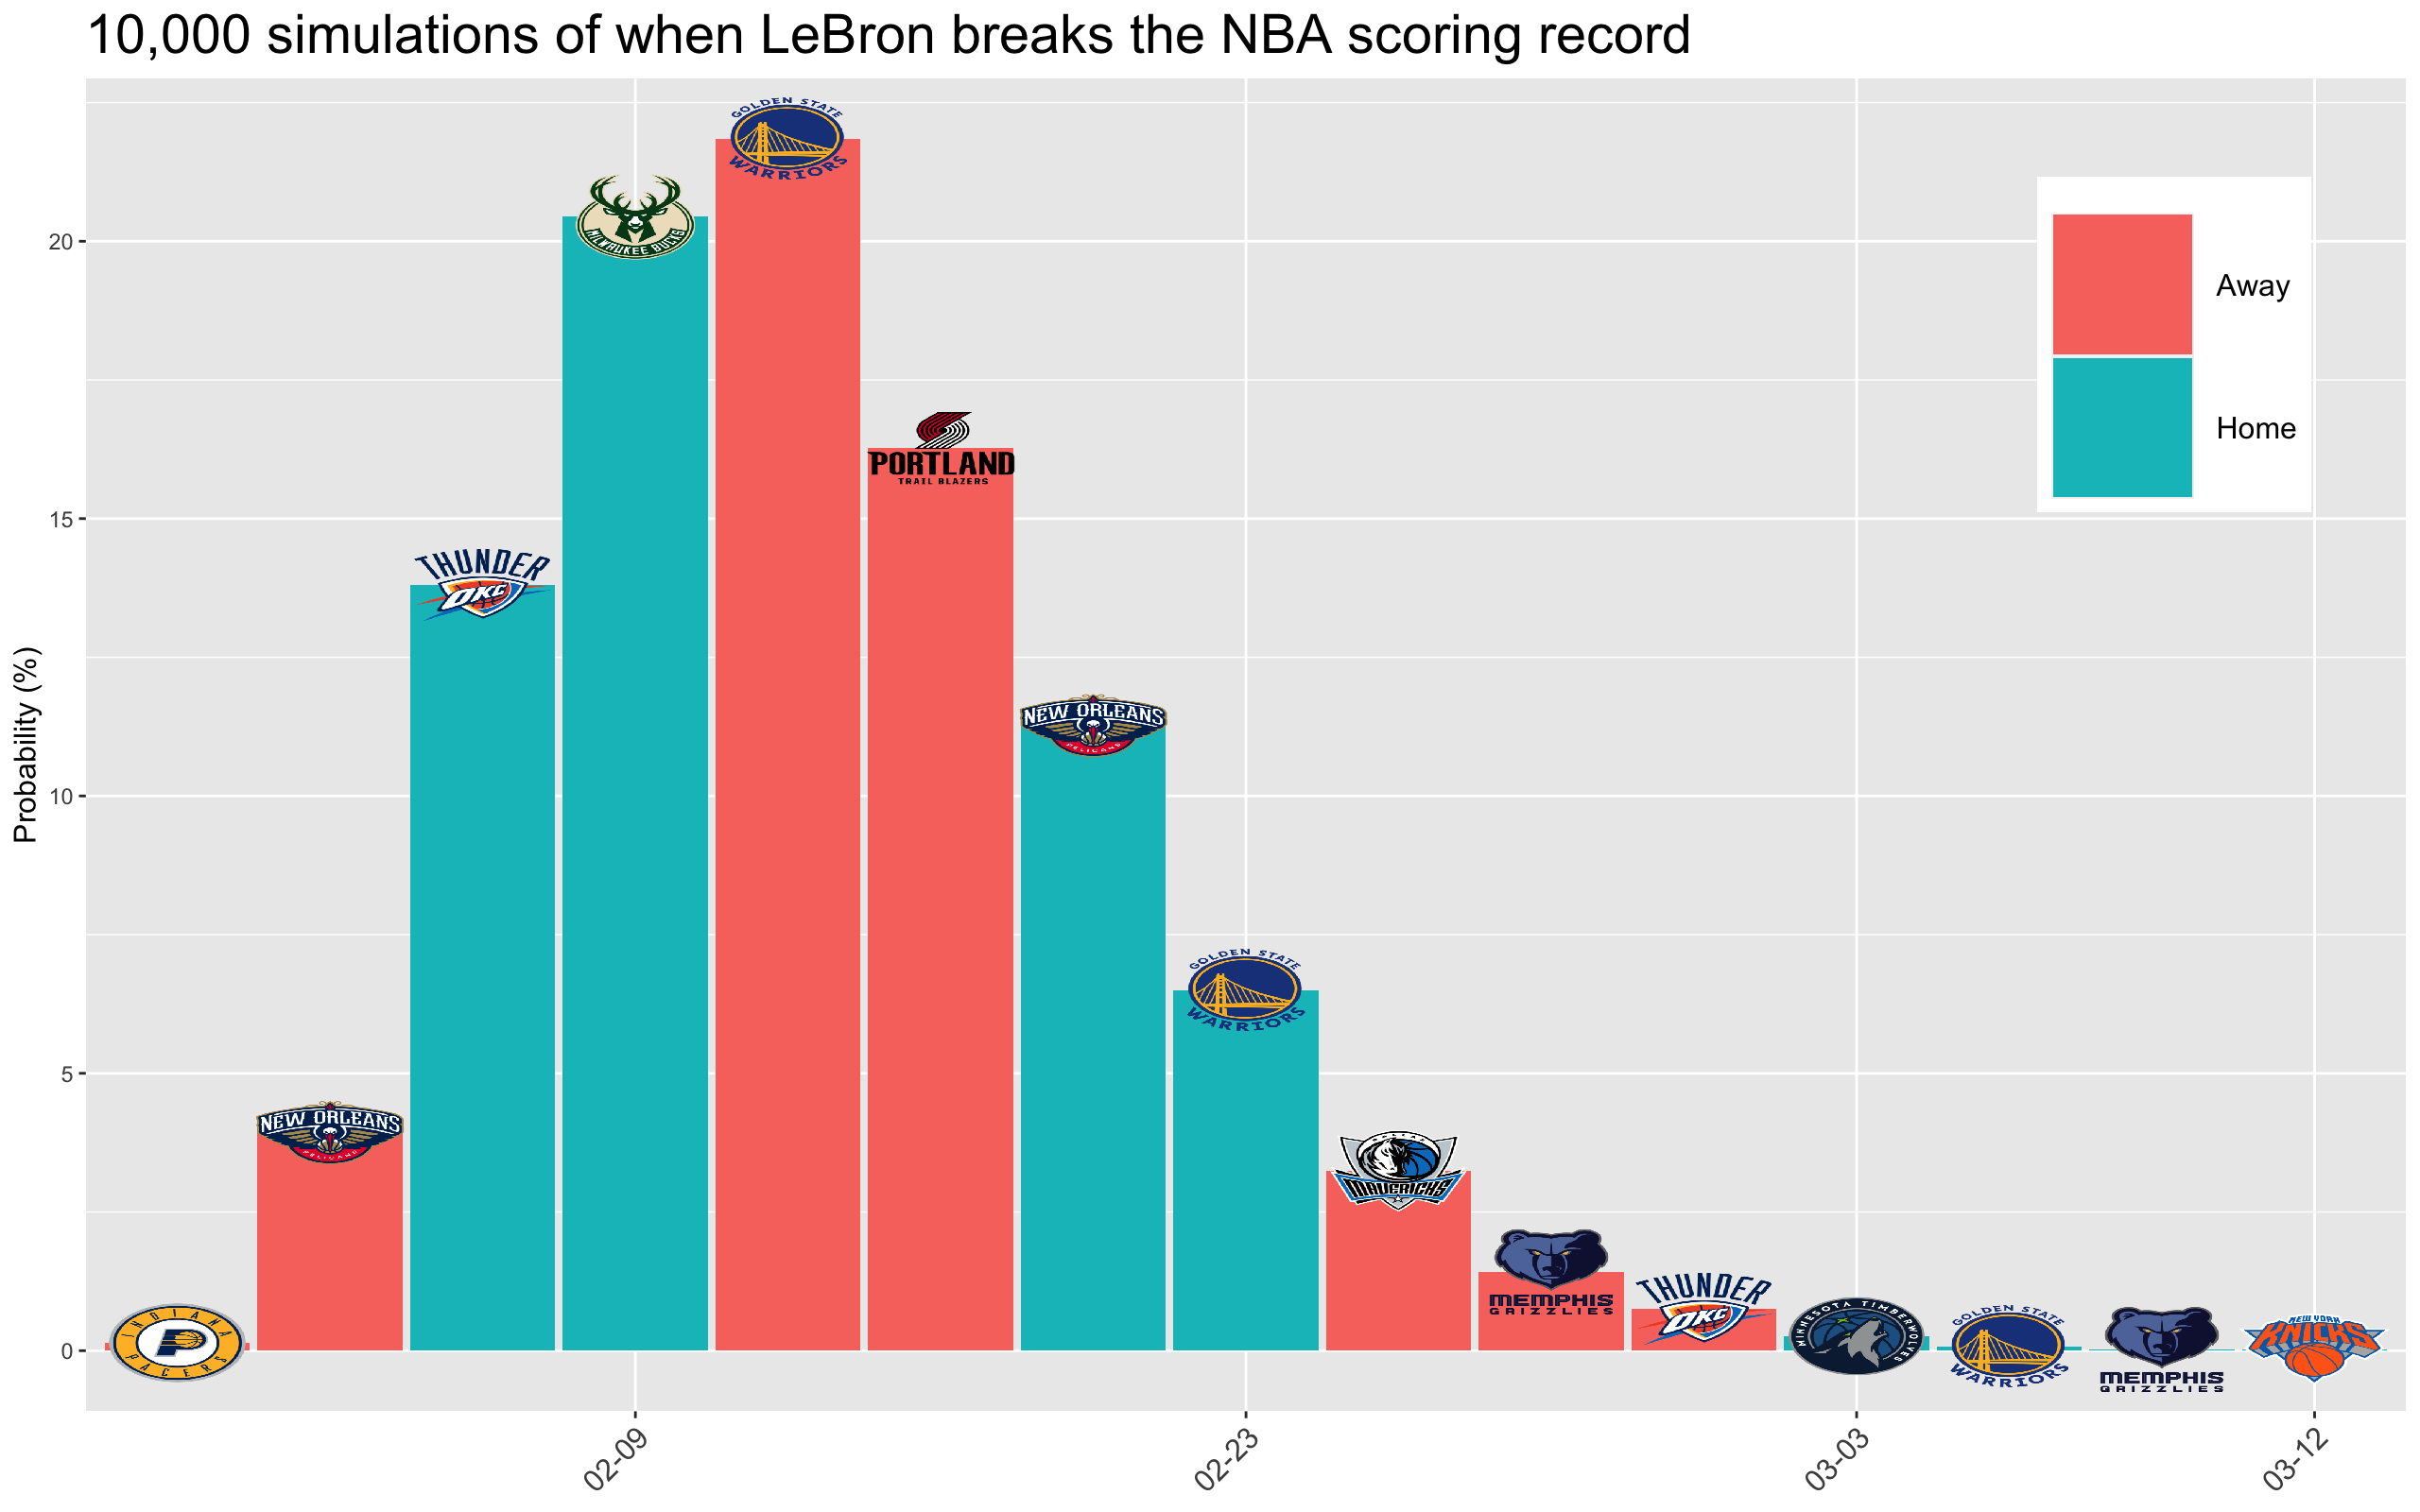 10,000 simulations of when LeBron breaks the NBA scoring record
Probability (%)
20
15
10
5
0
Away
Home
GOLDEN STATE
WARRIORS
MILWAUKEE BUCKS
PORTLAND
TRAIL BLAZERS
THUNDER
OKC
NEW ORLEANS
PELICANS
GOLDEN STATE
WARRIORS
NEW ORLEANS
PELICANS
MAVERICKS
MEMPHIS
GRIZZLIES
THUNDER
OKC
INDIANA
P
PACERS
MINNESOTA TIMBERWOLVES
GOLDEN STATE
WARRIORS
MEMPHIS
GRIZZLIES
NEW YORK
KNICKS
02-09
02-23
03-03
03-12